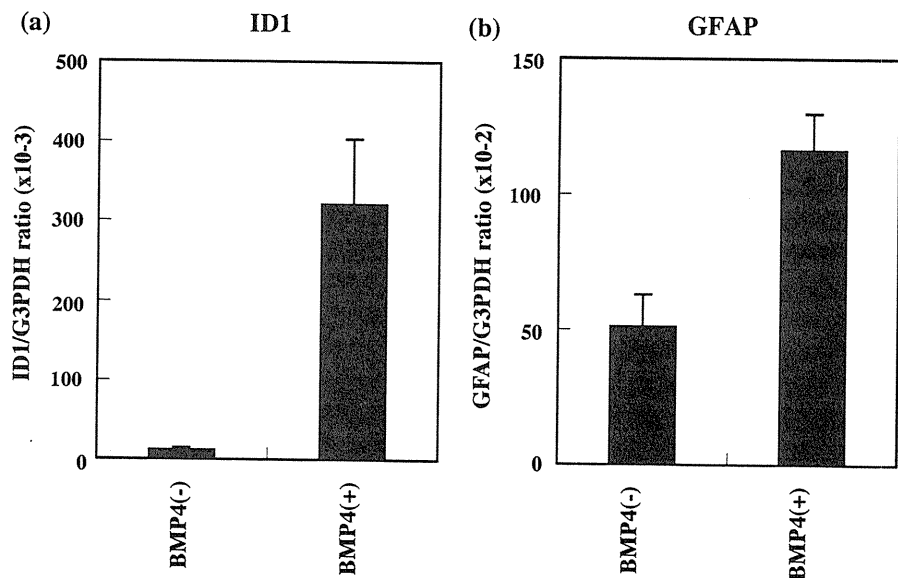 (a)
ID1
ID1/G3PDH ratio (x10-3)
500
400
300
200
100
0
BMP4(-)
BMP4(+)
(b)
GFAP
GFAP/G3PDH ratio (x10-2)
150
100
50
0
BMP4(-)
BMP4(+)